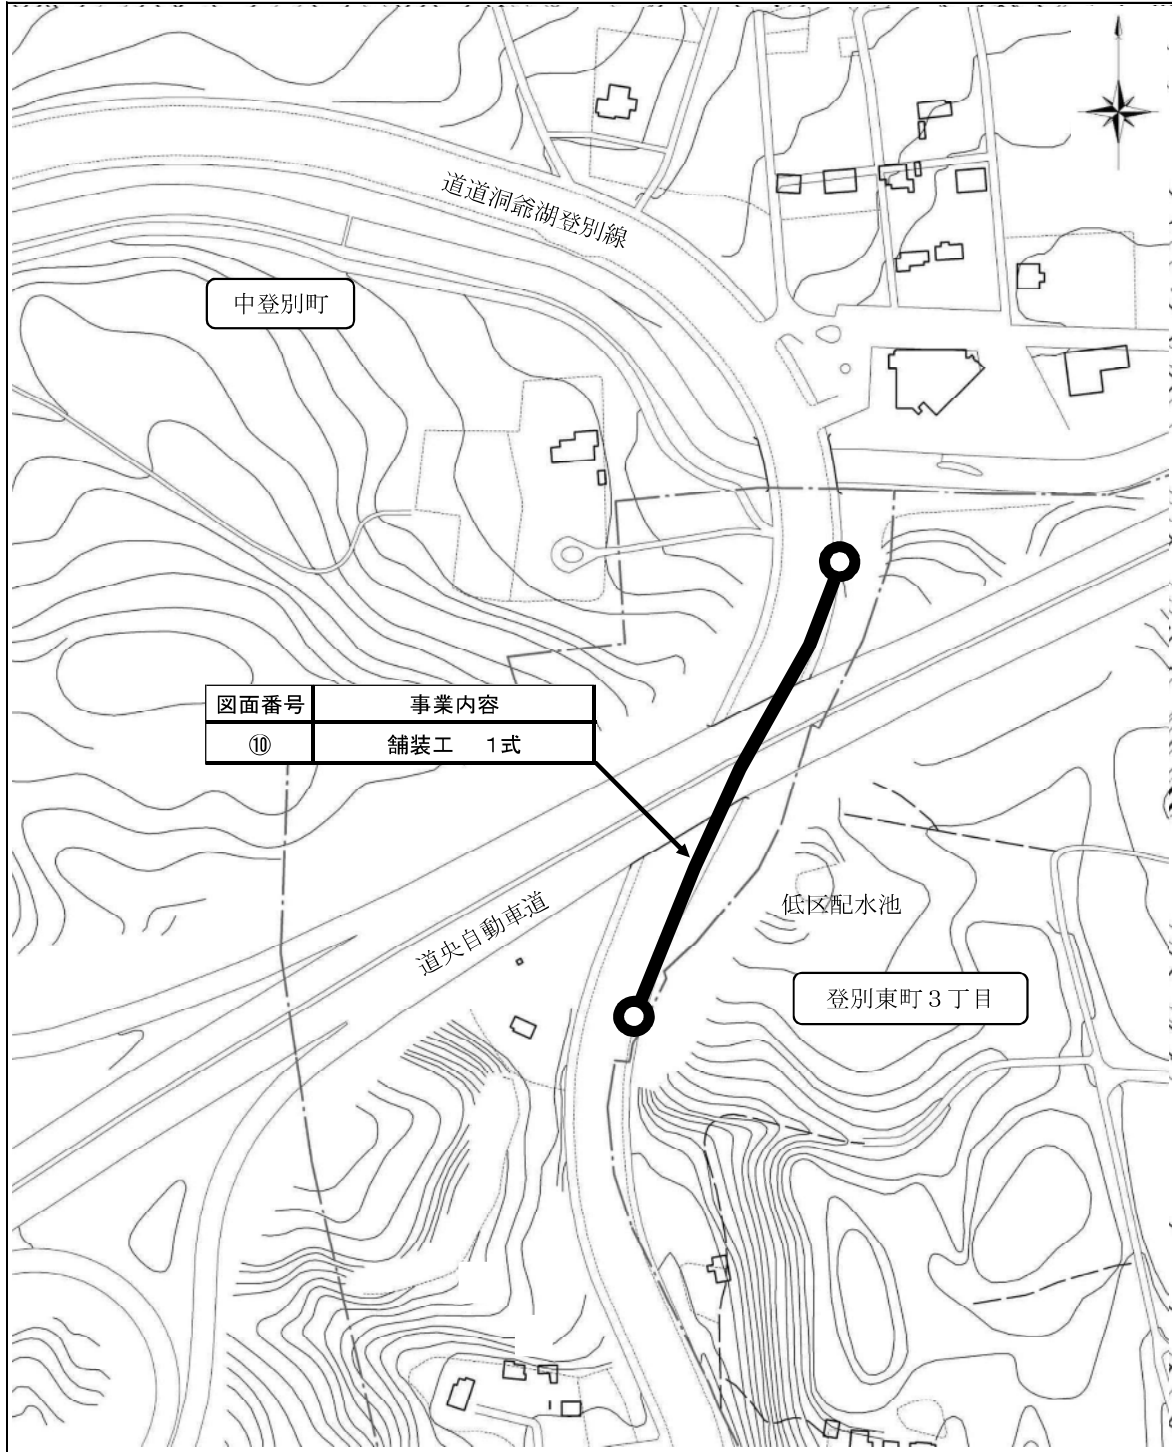 道道洞爺湖登別線
中登別町
図面番号 事業内容
⑩ 舗装工 1式
低区配水池
道央自動車道
登別東町3丁目